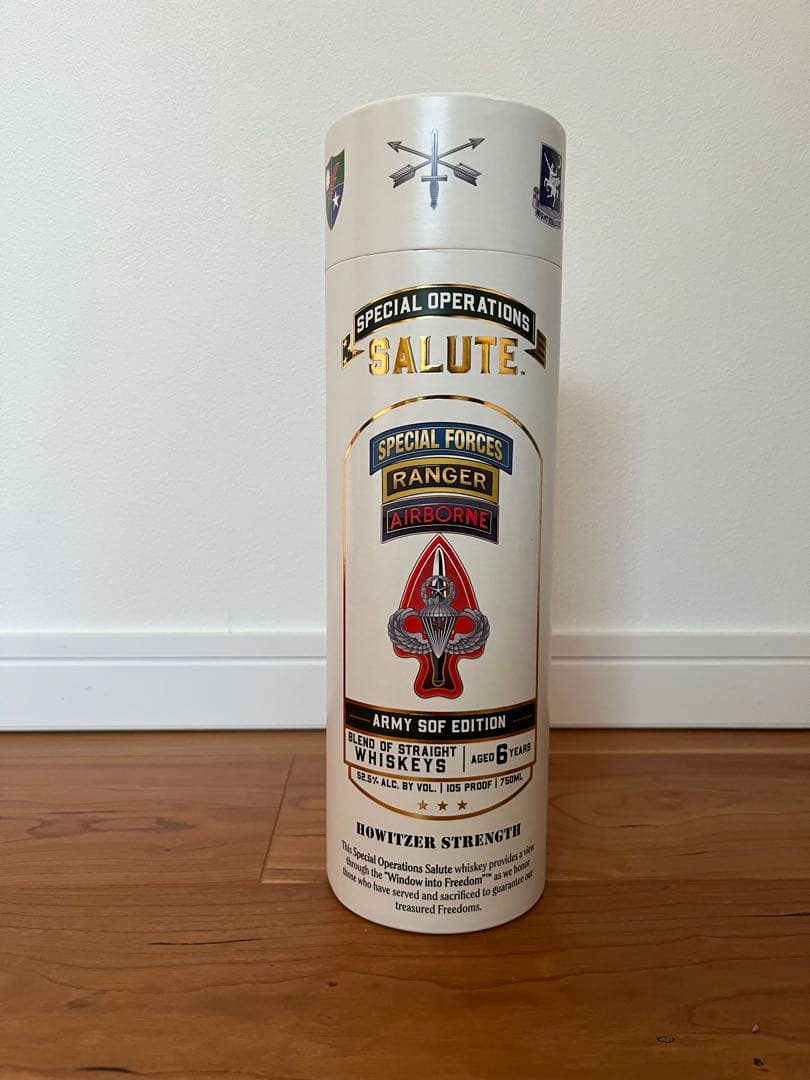 SPECIAL OPERATIONS
SALUTE™
SPECIAL FORCES
RANGER
AIRBORNE
ARMY SOF EDITION
BLEND OF STRAIGHT
WHISKEYS
AGED 6 YEARS
52.5% ALC. BY VOL. | 105 PROOF | 750ML
HOWITZER STRENGTH
This Special Operations Salute whiskey provides a view
through the "Window into Freedom"™ as we honor
those who have served and sacrificed to guarantee our
treasured Freedoms.